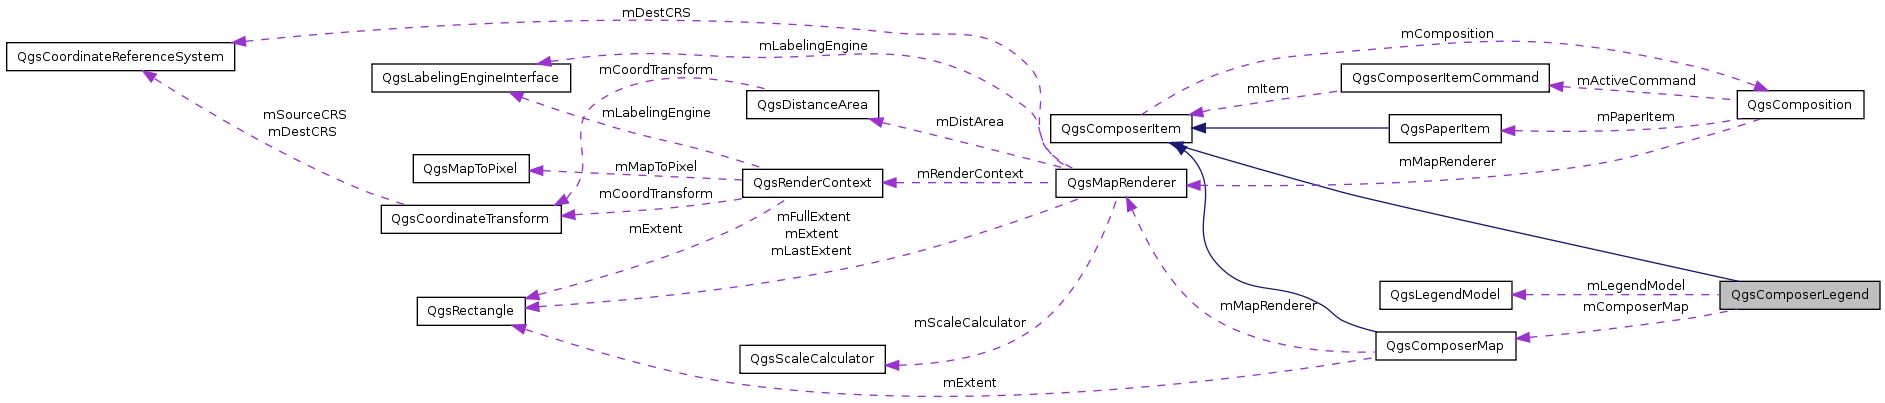 mDestCRS
QgsCoordinateReferenceSystem
mLabelingEngine
mComposition
QgsLabelingEngineInterface
mCoordTransform
QgsComposerItemCommand
mActiveCommand
mItem
QgsDistanceArea
QgsComposition
mSourceCRS
mDestCRS
mLabelingEngine
mDistArea
QgsComposerItem
QgsPaperItem
mPaperItem
QgsMapToPixel
mMapToPixel
QgsRenderContext
mRenderContext
QgsMapRenderer
mMapRenderer
QgsCoordinateTransform
mCoordTransform
mExtent
mFullExtent
mExtent
mLastExtent
QgsRectangle
mMapRenderer
QgsLegendModel
mLegendModel
QgsComposerLegend
mComposerMap
mScaleCalculator
QgsScaleCalculator
QgsComposerMap
mExtent